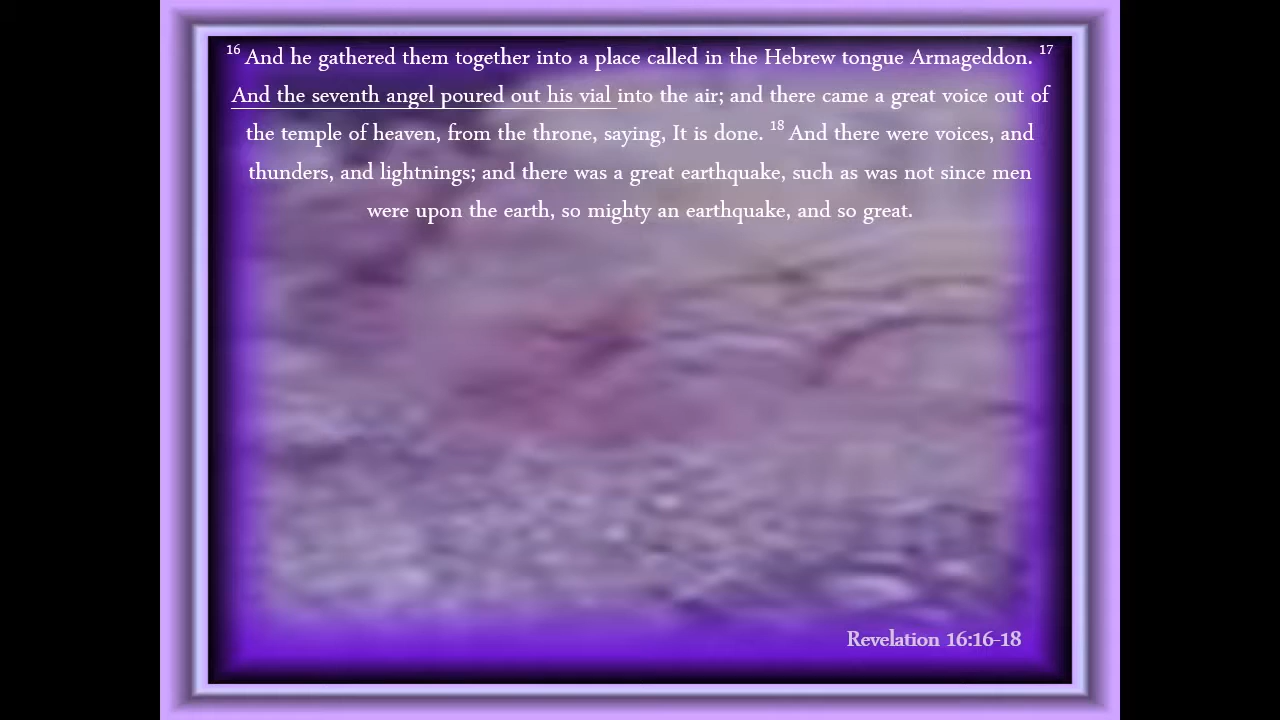 16 And he gathered them together into a place called in the Hebrew tongue Armageddon. 17
And the seventh angel poured out his vial into the air; and there came a great voice out of
the temple of heaven, from the throne, saying, It is done. 18 And there were voices, and
thunders, and lightnings; and there was a great earthquake, such as was not since men
were upon the earth, so mighty an earthquake, and so great.
Revelation 16:16-18